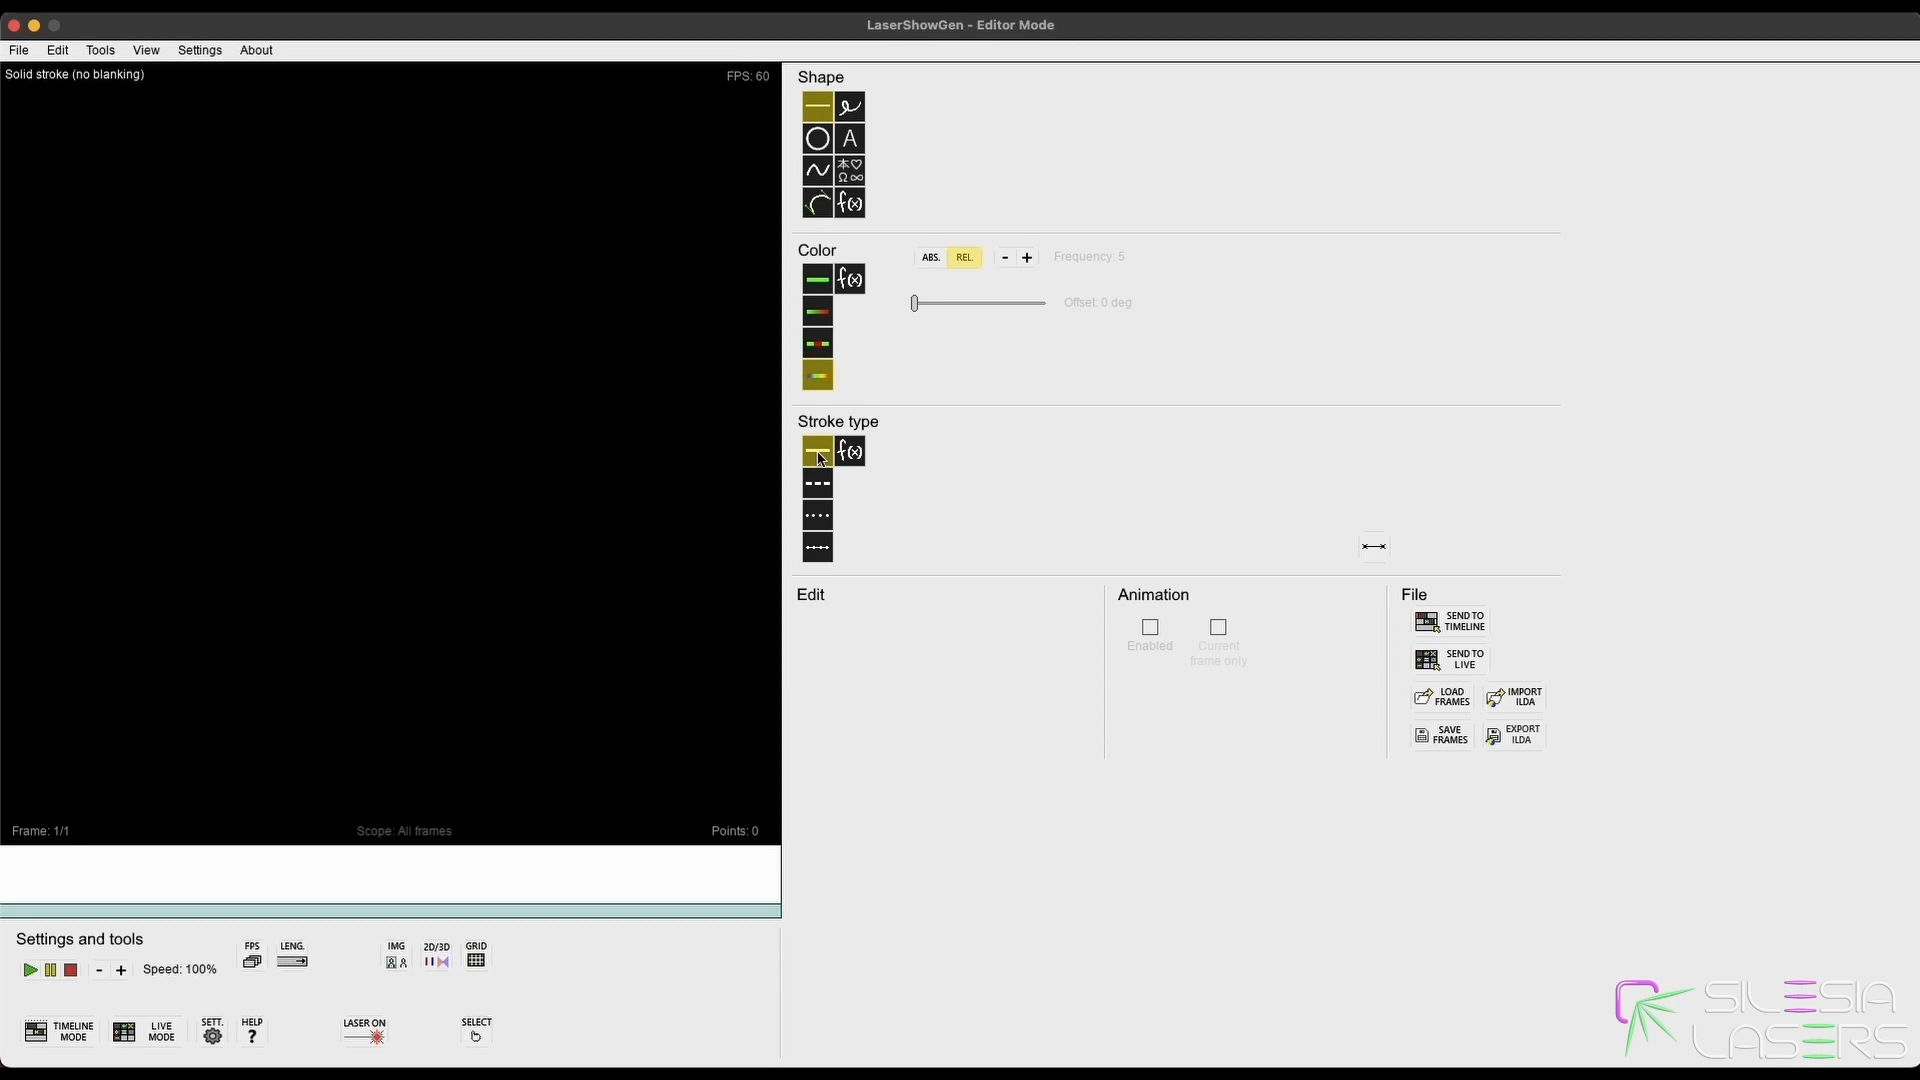 LaserShowGen - Editor Mode
File Edit Tools View Settings About
Solid stroke (no blanking)
FPS: 60
Frame: 1/1
Scope: All frames
Points: 0
Shape
A
本♡
Ω∞
f(x)
Color
f(x)
ABS.
REL.
- +
Frequency: 5
Offset: 0 deg
Stroke type
f(x)
Edit
Animation
Enabled
Current
frame only
File
SEND TO
TIMELINE
SEND TO
LIVE
LOAD
FRAMES
IMPORT
ILDA
SAVE
FRAMES
EXPORT
ILDA
Settings and tools
- +
Speed: 100%
FPS
LENG.
IMG
2D/3D
GRID
TIMELINE
MODE
LIVE
MODE
SETT.
HELP
?
LASER ON
SELECT
SILESIA
LASERS